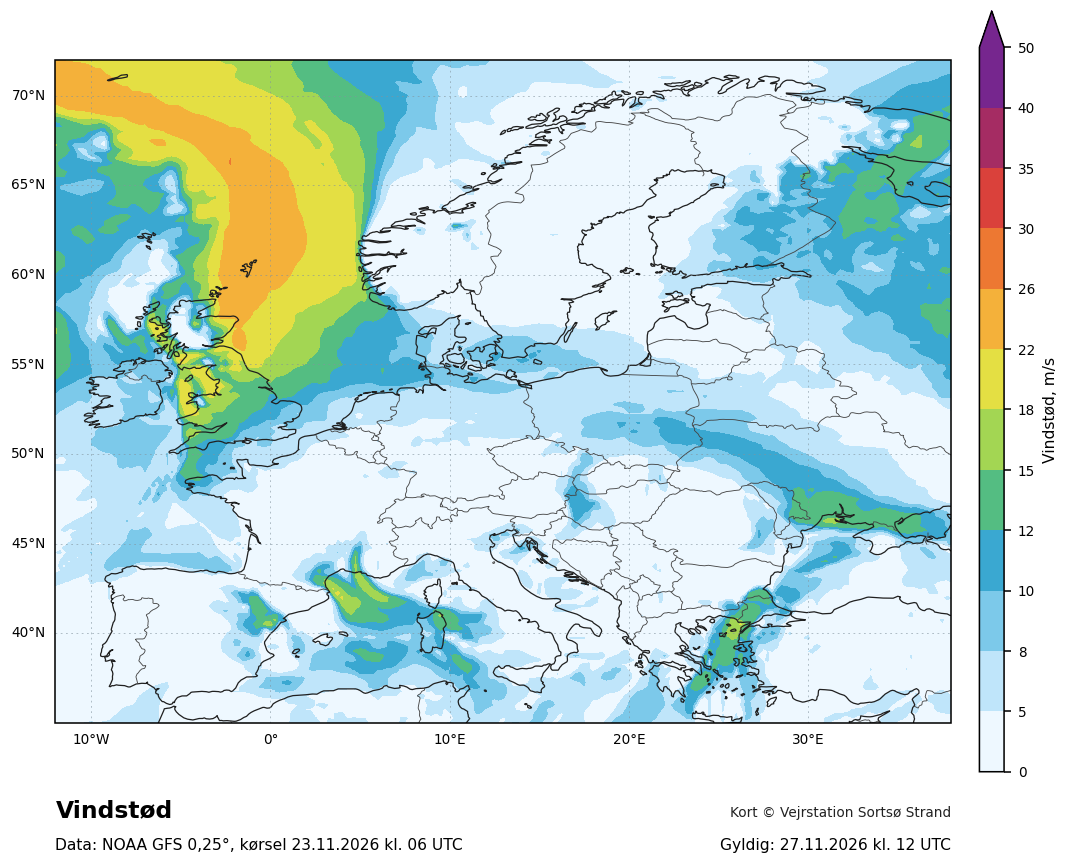 70°N
65°N
60°N
55°N
50°N
45°N
40°N
10°W
0°
10°E
20°E
30°E
50
40
35
30
26
22
18
15
12
10
8
5
0
Vindstød, m/s
Vindstød
Kort © Vejrstation Sortsø Strand
Data: NOAA GFS 0,25°, kørsel 23.11.2026 kl. 06 UTC
Gyldig: 27.11.2026 kl. 12 UTC